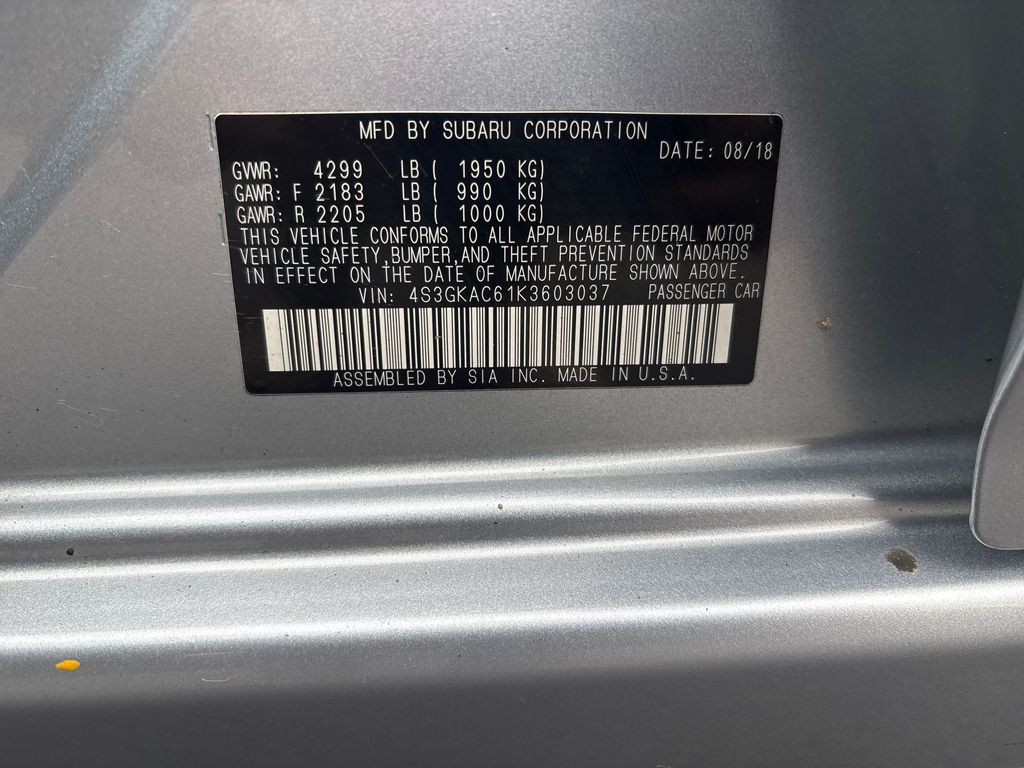 MFD BY SUBARU CORPORATION
DATE: 08/18
GVWR: 4299 LB ( 1950 KG)
GAWR: F 2183 LB ( 990 KG)
GAWR: R 2205 LB ( 1000 KG)
THIS VEHICLE CONFORMS TO ALL APPLICABLE FEDERAL MOTOR
VEHICLE SAFETY,BUMPER,AND THEFT PREVENTION STANDARDS
IN EFFECT ON THE DATE OF MANUFACTURE SHOWN ABOVE.
VIN: 4S3GKAC61K3603037 PASSENGER CAR
ASSEMBLED BY SIA INC. MADE IN U.S.A.